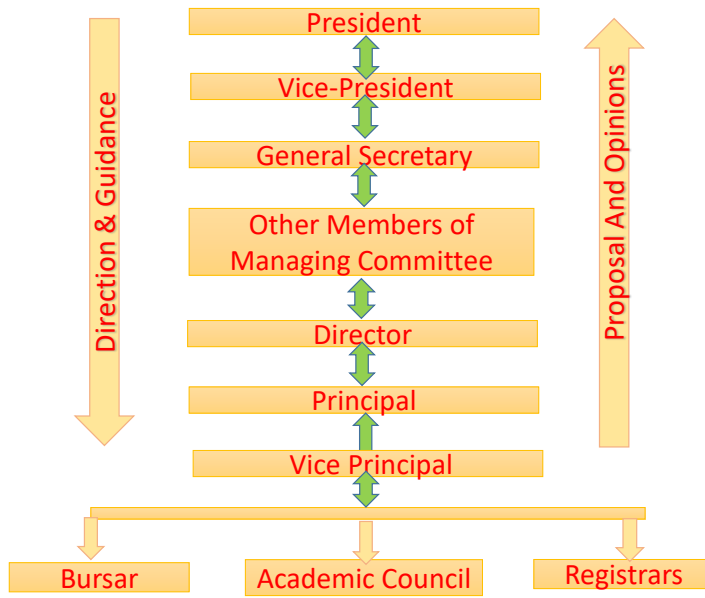 President
Vice-President
General Secretary
Other Members of
Managing Committee
Director
Principal
Vice Principal
Bursar
Academic Council
Registrars
Direction & Guidance
Proposal And Opinions